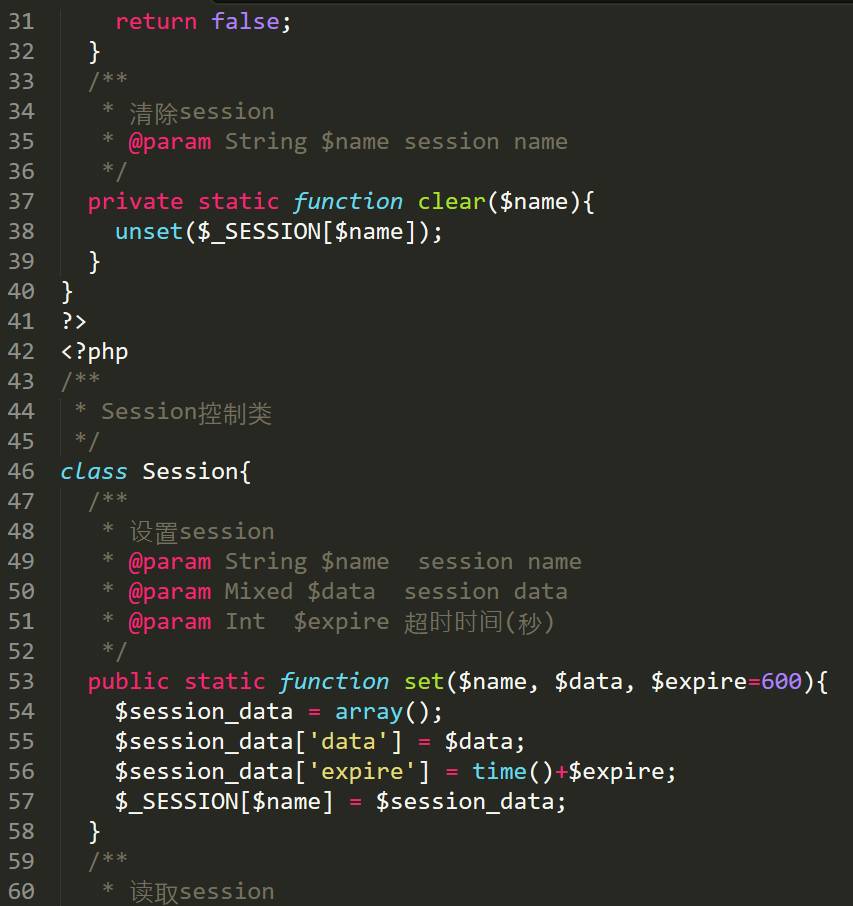 31 return false;
32 }
33 /**
34 * 清除session
35 * @param String $name session name
36 */
37 private static function clear($name){
38 unset($_SESSION[$name]);
39 }
40 }
41 ?>
42 <?php
43 /**
44 * Session控制类
45 */
46 class Session{
47 /**
48 * 设置session
49 * @param String $name  session name
50 * @param Mixed $data  session data
51 * @param Int  $expire 超时时间(秒)
52 */
53 public static function set($name, $data, $expire=600){
54 $session_data = array();
55 $session_data['data'] = $data;
56 $session_data['expire'] = time()+$expire;
57 $_SESSION[$name] = $session_data;
58 }
59 /**
60 * 读取session